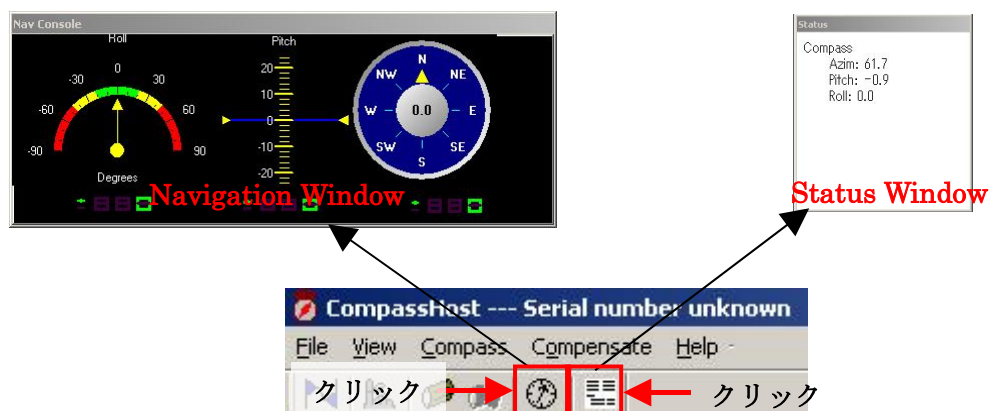 Nav Console
Roll
-90
-60
-30
0
30
60
90
Degrees
Pitch
20
10
0
-10
-20
N
NE
E
SE
S
SW
W
NW
0.0
Navigation Window
Status
Compass
Azim: 61.7
Pitch: -0.9
Roll: 0.0
Status Window
CompassHost --- Serial number unknown
File View Compass Compensate Help
クリック
クリック